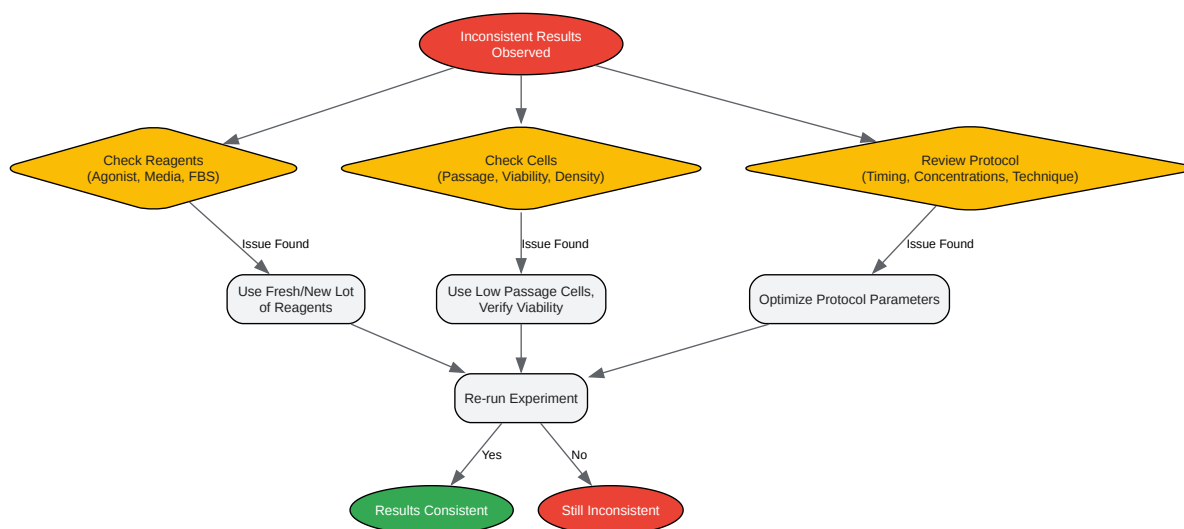 Inconsistent Results
Observed
Check Reagents
(Agonist, Media, FBS)
Check Cells
(Passage, Viability, Density)
Review Protocol
(Timing, Concentrations, Technique)
Issue Found
Issue Found
Issue Found
Use Fresh/New Lot
of Reagents
Use Low Passage Cells,
Verify Viability
Optimize Protocol Parameters
Re-run Experiment
Yes
No
Results Consistent
Still Inconsistent